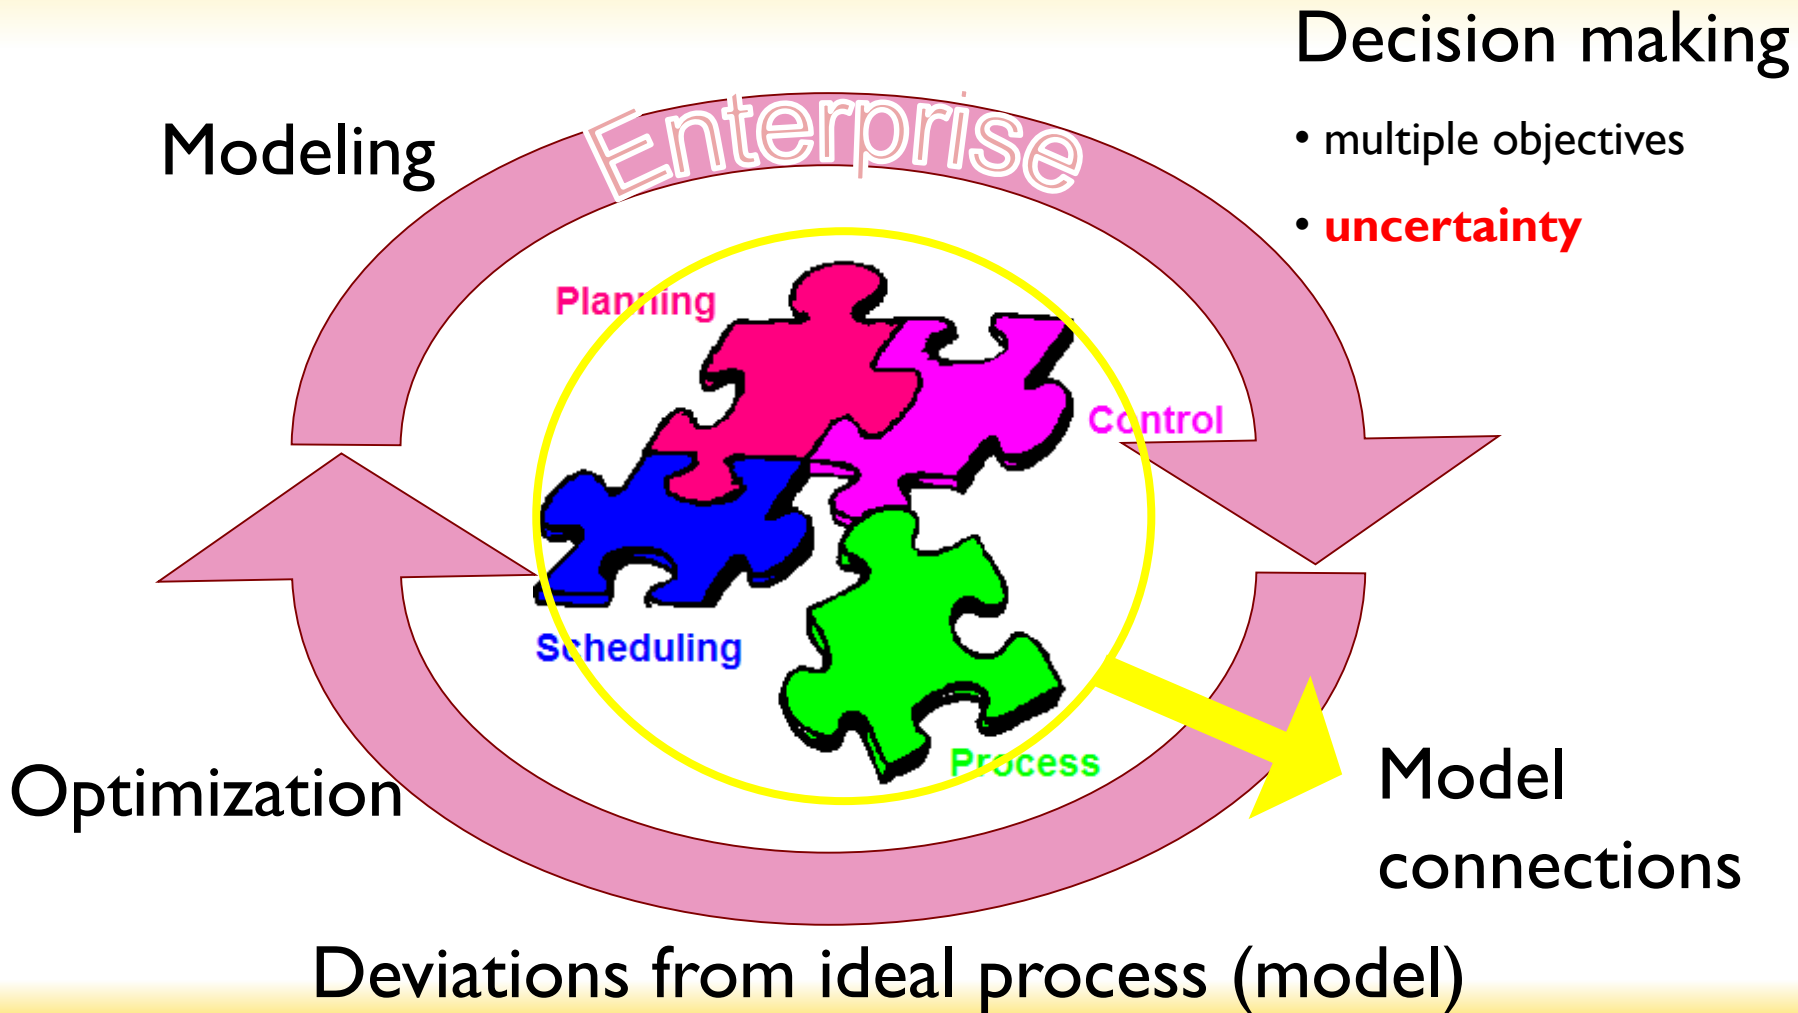 Decision making
• multiple objectives
• uncertainty
Modeling
Enterprise
Planning
Control
Scheduling
Process
Optimization
Model
connections
Deviations from ideal process (model)